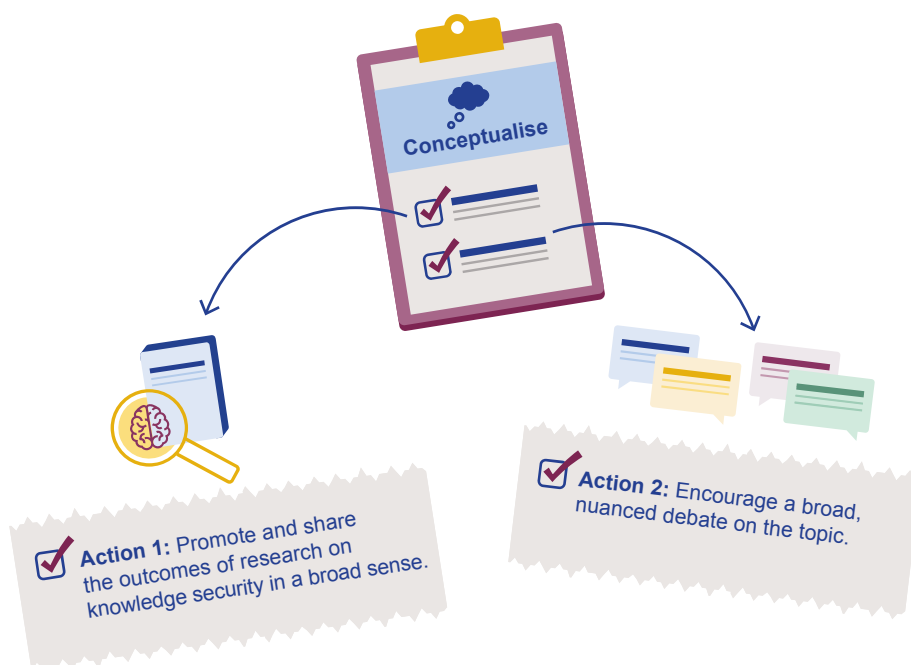 Conceptualise
Action 1: Promote and share
the outcomes of research on
knowledge security in a broad sense.
Action 2: Encourage a broad,
nuanced debate on the topic.